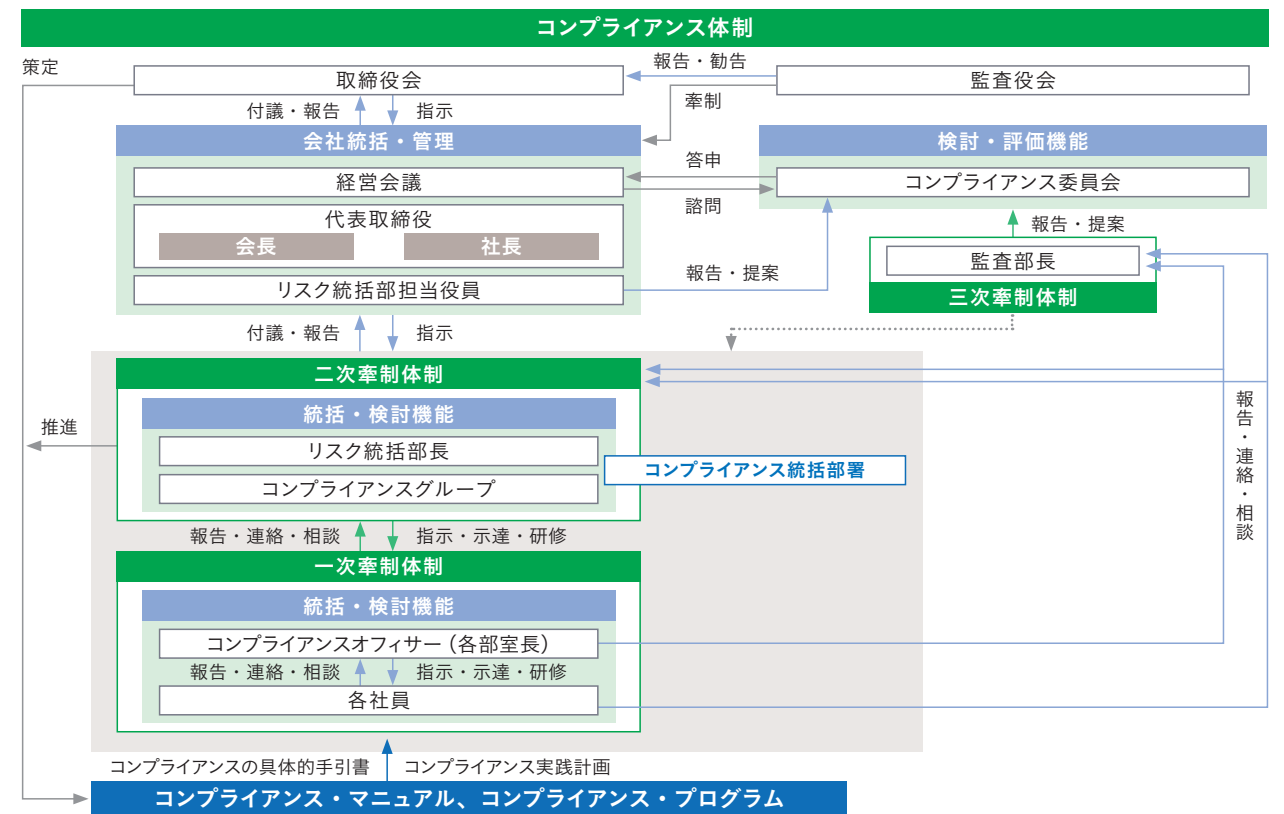 コンプライアンス体制
策定
取締役会
報告・勧告
監査役会
付議・報告
指示
牽制
会社統括・管理
検討・評価機能
経営会議
答申
諮問
コンプライアンス委員会
代表取締役
会長
社長
報告・提案
監査部長
三次牽制体制
リスク統括部担当役員
報告・提案
付議・報告
指示
二次牽制体制
統括・検討機能
推進
リスク統括部長
コンプライアンス統括部署
コンプライアンスグループ
報告・連絡・相談
報告・連絡・相談
指示・示達・研修
一次牽制体制
統括・検討機能
コンプライアンスオフィサー（各部室長）
報告・連絡・相談
指示・示達・研修
各社員
コンプライアンスの具体的手引書
コンプライアンス実践計画
コンプライアンス・マニュアル、コンプライアンス・プログラム